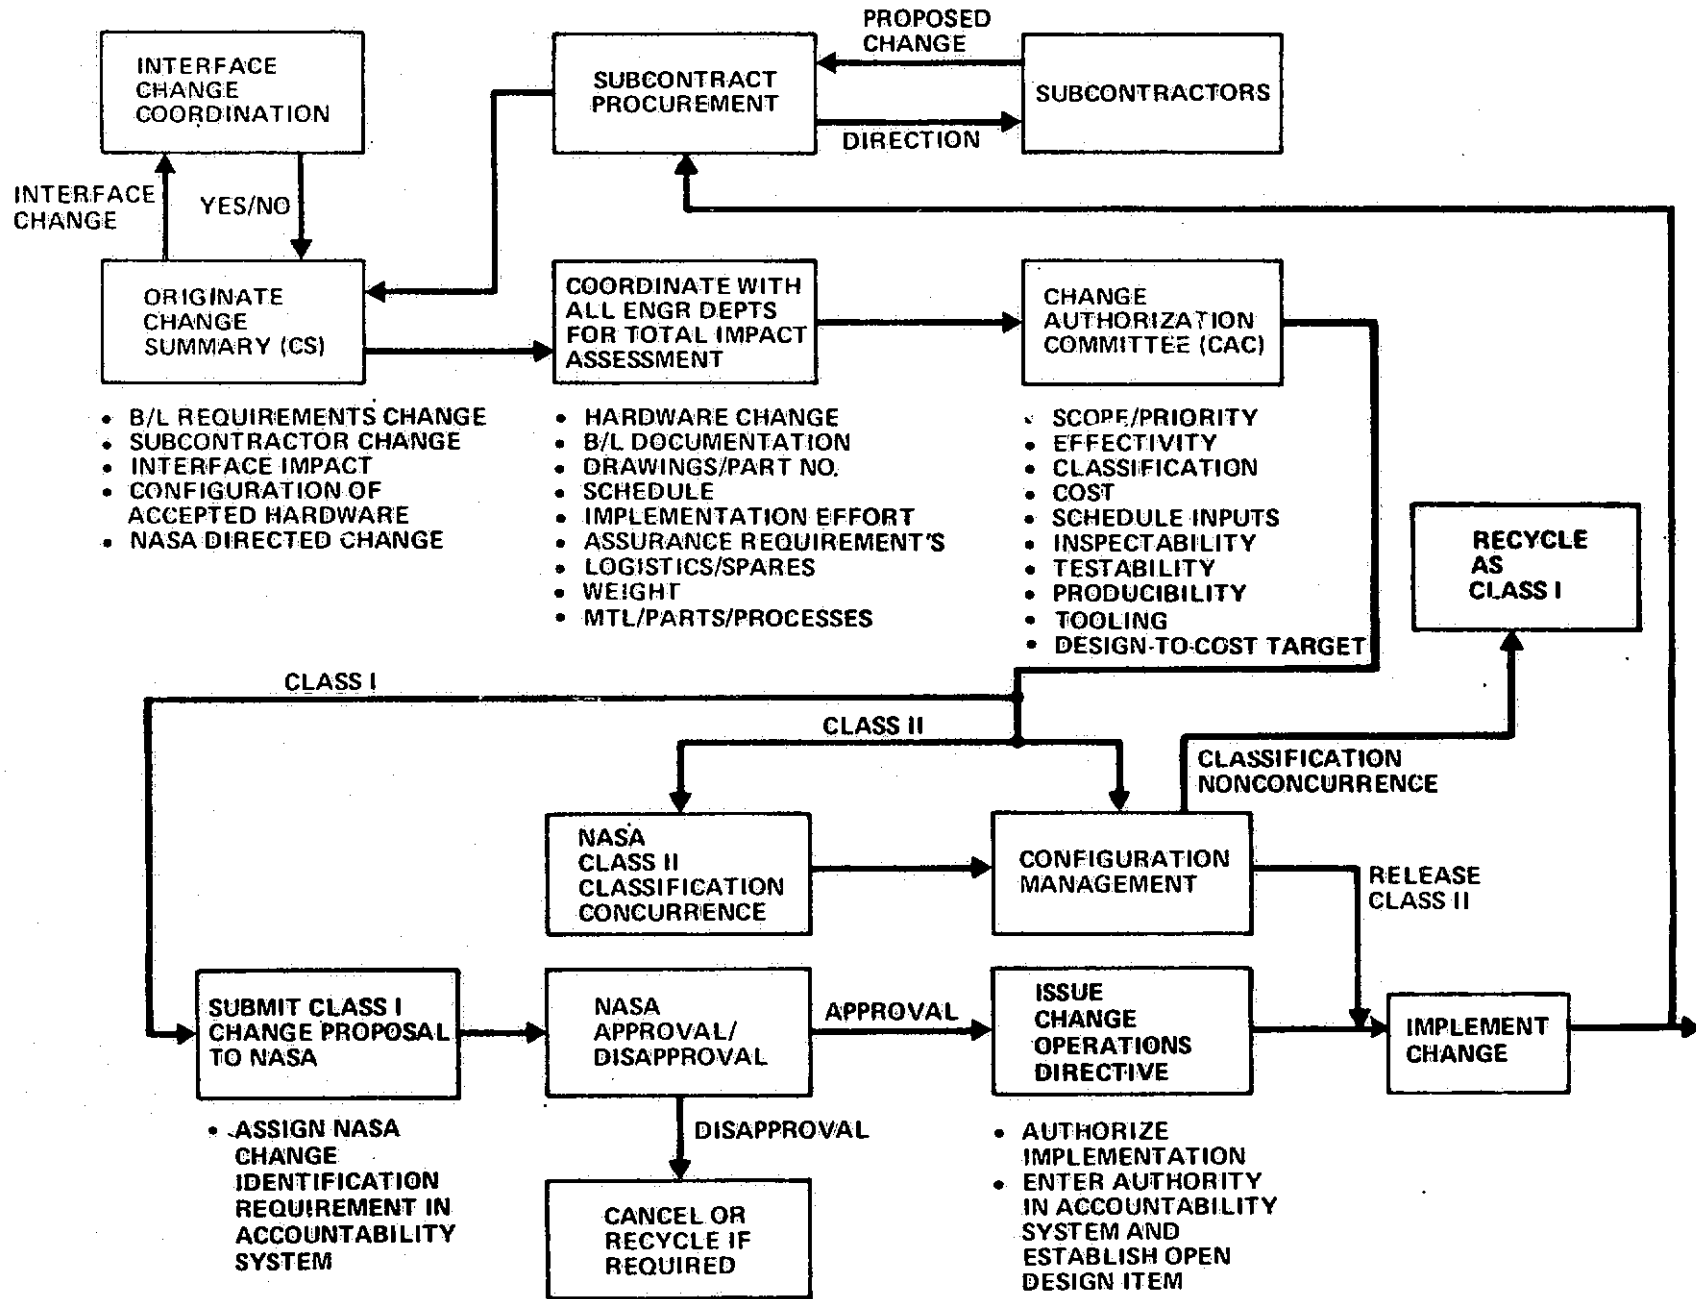 INTERFACE
CHANGE
COORDINATION
SUBCONTRACT
PROCUREMENT
PROPOSED
CHANGE
SUBCONTRACTORS
DIRECTION
INTERFACE
CHANGE
YES/NO
ORIGINATE
CHANGE
SUMMARY (CS)
COORDINATE WITH
ALL ENGR DEPTS
FOR TOTAL IMPACT
ASSESSMENT
CHANGE
AUTHORIZATION
COMMITTEE (CAC)
• B/L REQUIREMENTS CHANGE
• SUBCONTRACTOR CHANGE
• INTERFACE IMPACT
• CONFIGURATION OF
ACCEPTED HARDWARE
• NASA DIRECTED CHANGE
• HARDWARE CHANGE
• B/L DOCUMENTATION
• DRAWINGS/PART NO.
• SCHEDULE
• IMPLEMENTATION EFFORT
• ASSURANCE REQUIREMENT'S
• LOGISTICS/SPARES
• WEIGHT
• MTL/PARTS/PROCESSES
• SCOPE/PRIORITY
• EFFECTIVITY
• CLASSIFICATION
• COST
• SCHEDULE INPUTS
• INSPECTABILITY
• TESTABILITY
• PRODUCIBILITY
• TOOLING
• DESIGN-TO-COST TARGET
RECYCLE
AS
CLASS I
CLASS I
CLASS II
CLASSIFICATION
NONCONCURRENCE
NASA
CLASS II
CLASSIFICATION
CONCURRENCE
CONFIGURATION
MANAGEMENT
RELEASE
CLASS II
SUBMIT CLASS I
CHANGE PROPOSAL
TO NASA
NASA
APPROVAL/
DISAPPROVAL
APPROVAL
ISSUE
CHANGE
OPERATIONS
DIRECTIVE
IMPLEMENT
CHANGE
• ASSIGN NASA
CHANGE
IDENTIFICATION
REQUIREMENT IN
ACCOUNTABILITY
SYSTEM
DISAPPROVAL
CANCEL OR
RECYCLE IF
REQUIRED
• AUTHORIZE
IMPLEMENTATION
• ENTER AUTHORITY
IN ACCOUNTABILITY
SYSTEM AND
ESTABLISH OPEN
DESIGN ITEM